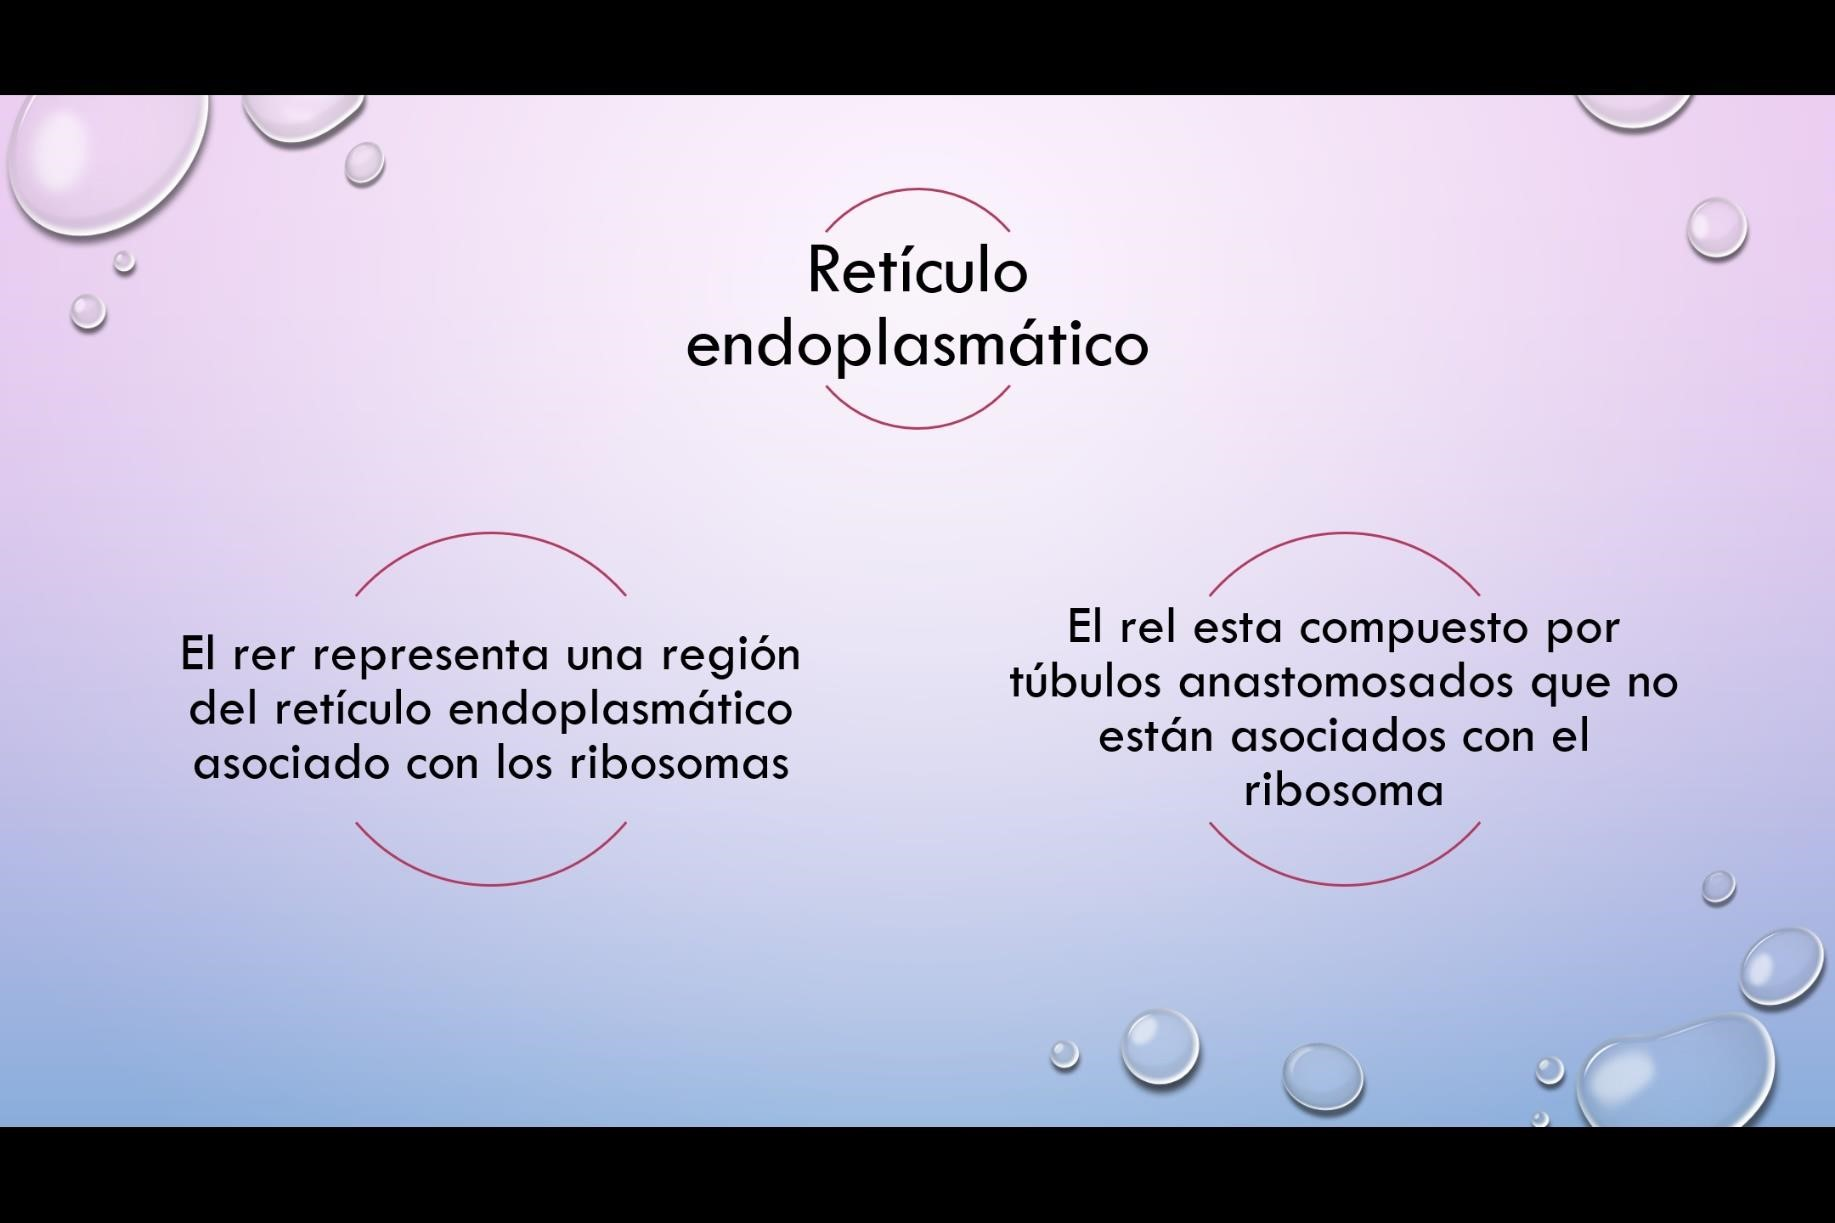 Retículo
endoplasmático
El rer representa una región
del retículo endoplasmático
asociado con los ribosomas
El rel esta compuesto por
túbulos anastomosados que no
están asociados con el
ribosoma